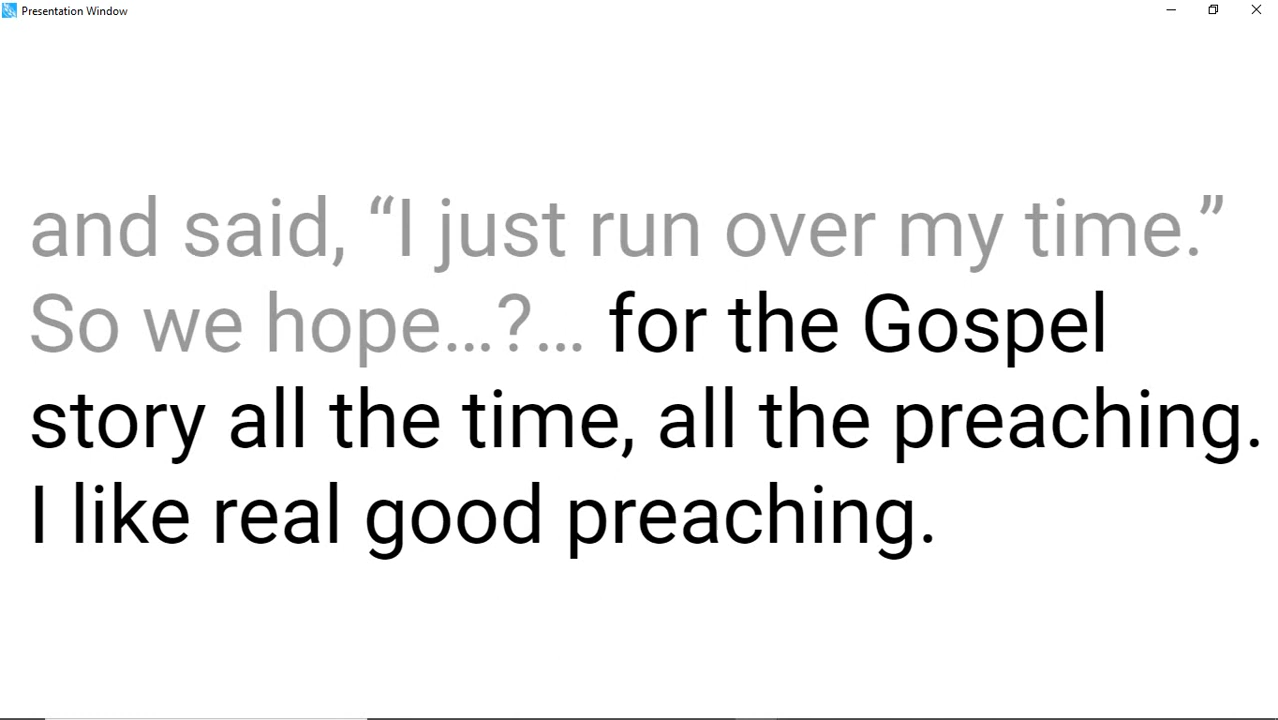 Presentation Window
and said, “I just run over my time.”
So we hope...?... for the Gospel
story all the time, all the preaching.
I like real good preaching.